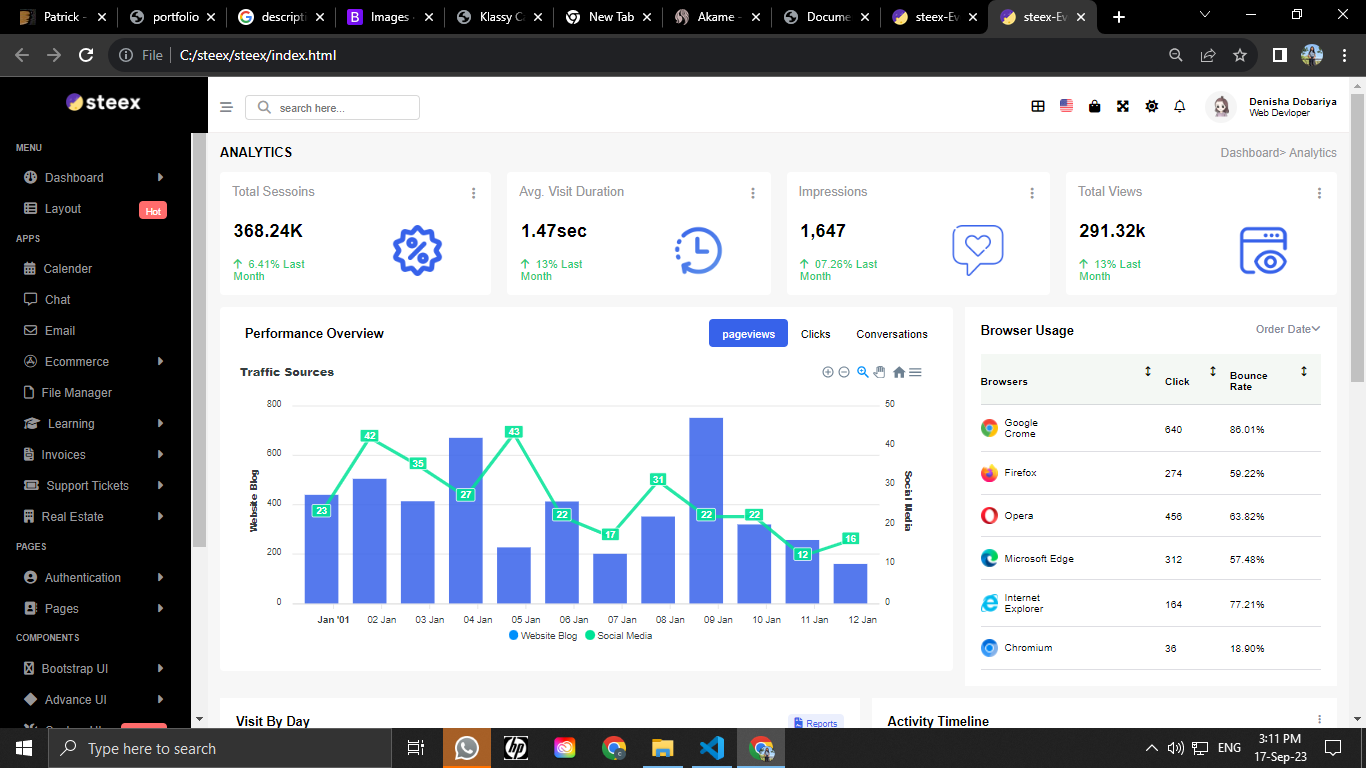 Patrick -
portfolio
descripti
Images -
Klassy Ca
New Tab
Akame -
Docume
steex-Ev
steex-Ev
File
C:/steex/steex/index.html
steex
search here...
Denisha Dobariya
Web Devloper
MENU
Dashboard
Layout
Hot
APPS
Calender
Chat
Email
Ecommerce
File Manager
Learning
Invoices
Support Tickets
Real Estate
PAGES
Authentication
Pages
COMPONENTS
Bootstrap UI
Advance UI
ANALYTICS
Dashboard> Analytics
Total Sessoins
368.24K
6.41% Last
Month
Avg. Visit Duration
1.47sec
13% Last
Month
Impressions
1,647
07.26% Last
Month
Total Views
291.32k
13% Last
Month
Performance Overview
pageviews
Clicks
Conversations
Traffic Sources
800
600
400
200
0
Website Blog
50
40
30
20
10
0
Social Media
23
42
35
27
43
22
17
31
22
22
12
16
Jan '01
02 Jan
03 Jan
04 Jan
05 Jan
06 Jan
07 Jan
08 Jan
09 Jan
10 Jan
11 Jan
12 Jan
Website Blog
Social Media
Browser Usage
Order Date
Browsers
Click
Bounce
Rate
Google
Crome
640
86.01%
Firefox
274
59.22%
Opera
456
63.82%
Microsoft Edge
312
57.48%
Internet
Explorer
164
77.21%
Chromium
36
18.90%
Visit By Day
Reports
Activity Timeline
Type here to search
ENG
3:11 PM
17-Sep-23